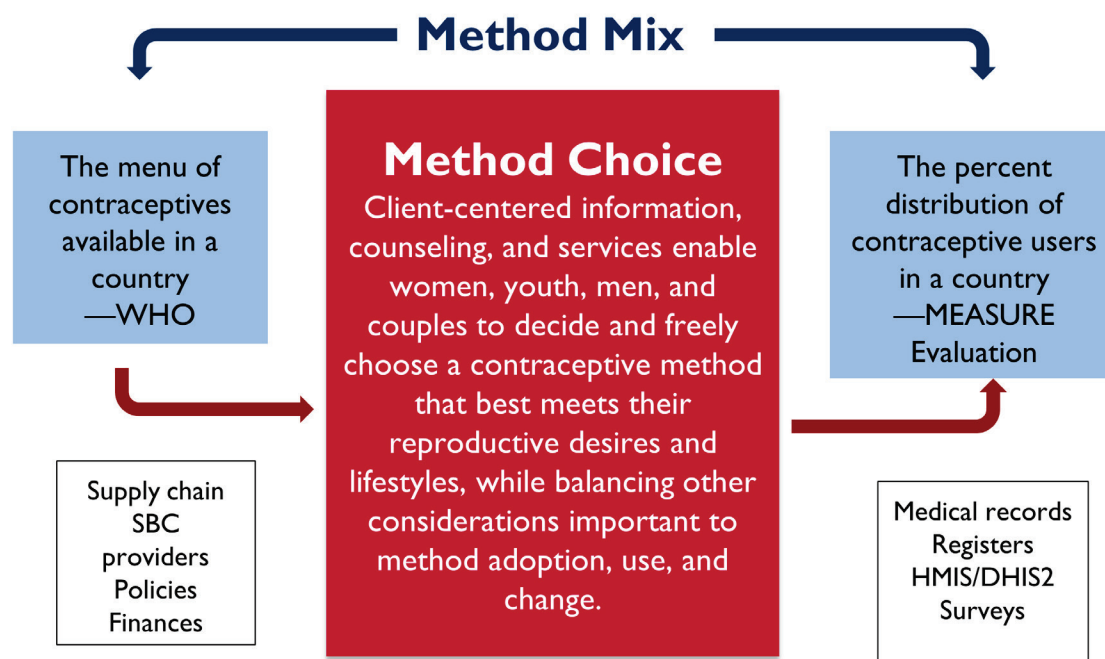 Method Mix
The menu of
contraceptives
available in a
country
—WHO
Method Choice
Client-centered information,
counseling, and services enable
women, youth, men, and
couples to decide and freely
choose a contraceptive method
that best meets their
reproductive desires and
lifestyles, while balancing other
considerations important to
method adoption, use, and
change.
The percent
distribution of
contraceptive users
in a country
—MEASURE
Evaluation
Supply chain
SBC
providers
Policies
Finances
Medical records
Registers
HMIS/DHIS2
Surveys